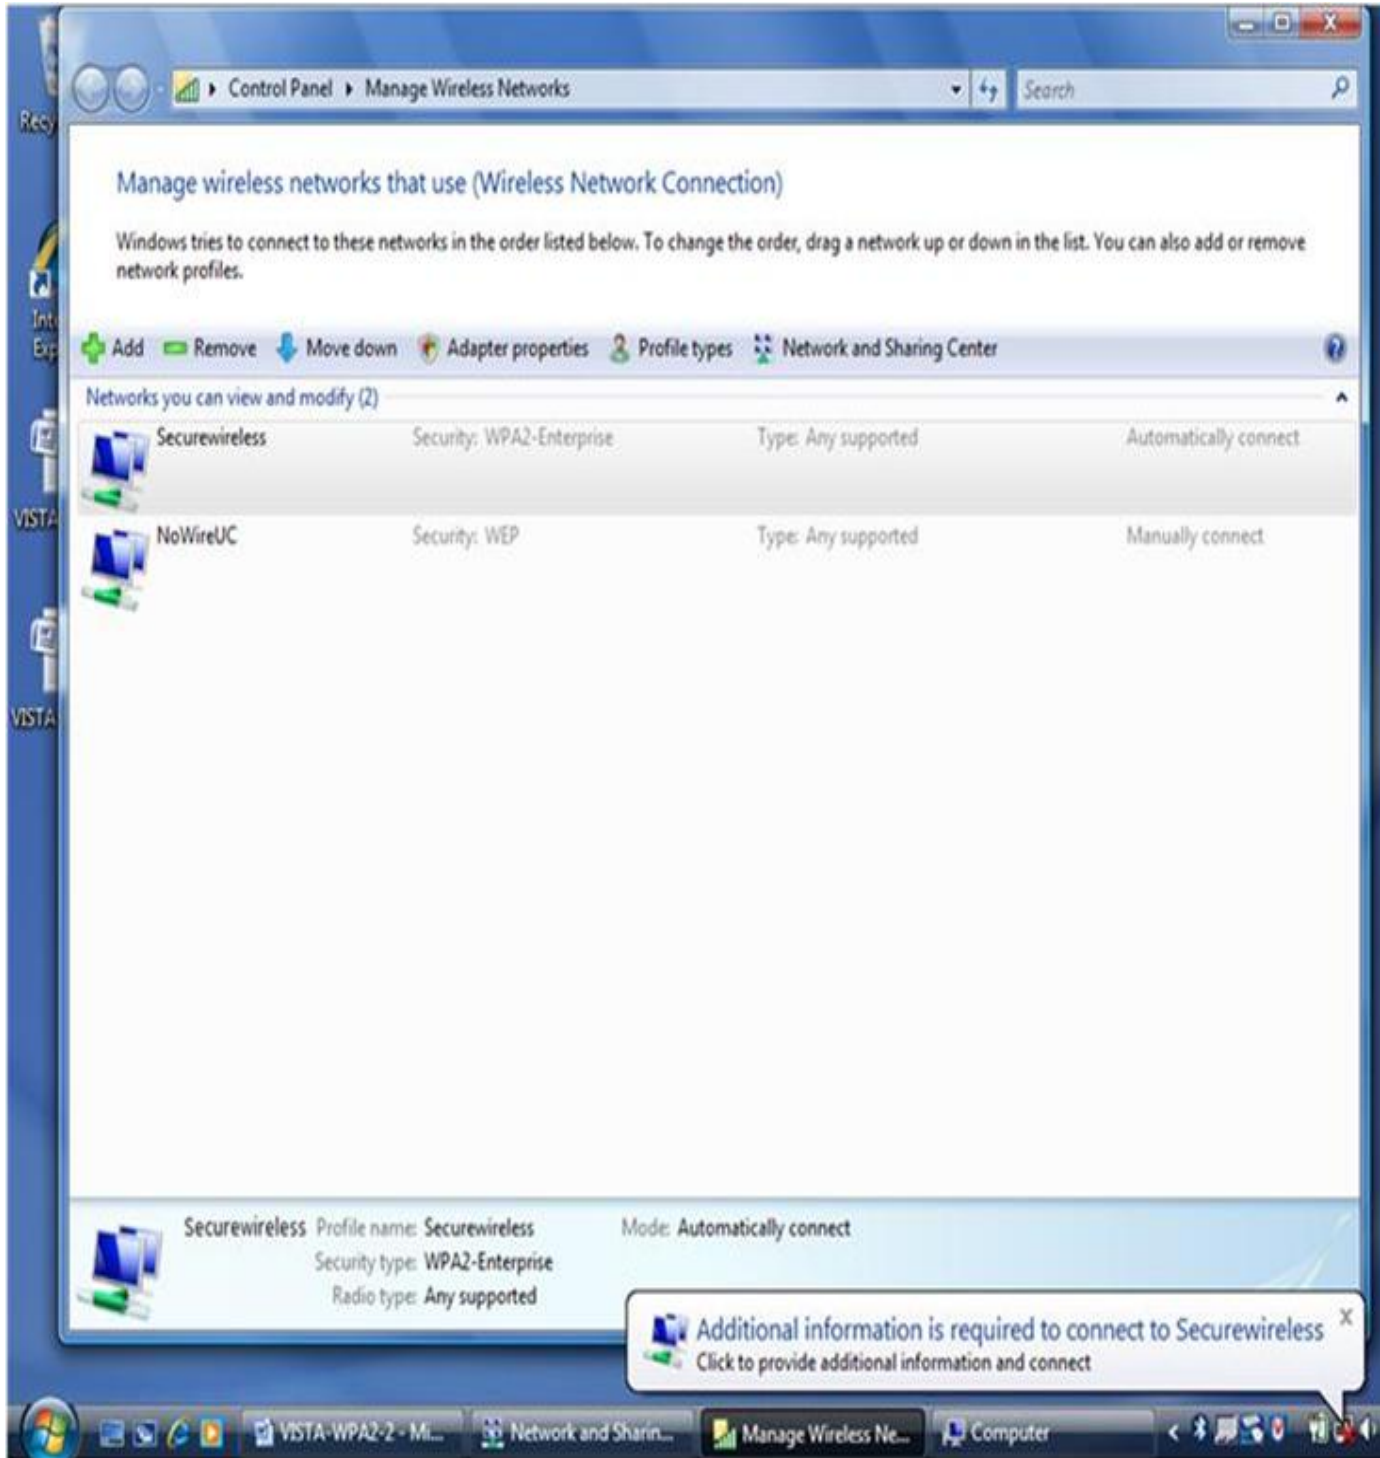 Recy
Control Panel ▸ Manage Wireless Networks
Search
Manage wireless networks that use (Wireless Network Connection)
Windows tries to connect to these networks in the order listed below. To change the order, drag a network up or down in the list. You can also add or remove
network profiles.
Inte
Exp
Add Remove Move down Adapter properties Profile types Network and Sharing Center
Networks you can view and modify (2)
Securewireless Security: WPA2-Enterprise Type: Any supported Automatically connect
VISTA
NoWireUC Security: WEP Type: Any supported Manually connect
VISTA
Securewireless Profile name: Securewireless Mode: Automatically connect
Security type: WPA2-Enterprise
Radio type: Any supported
Additional information is required to connect to Securewireless
Click to provide additional information and connect
VISTA-WPA2-2 - Mi... Network and Sharin... Manage Wireless Ne... Computer